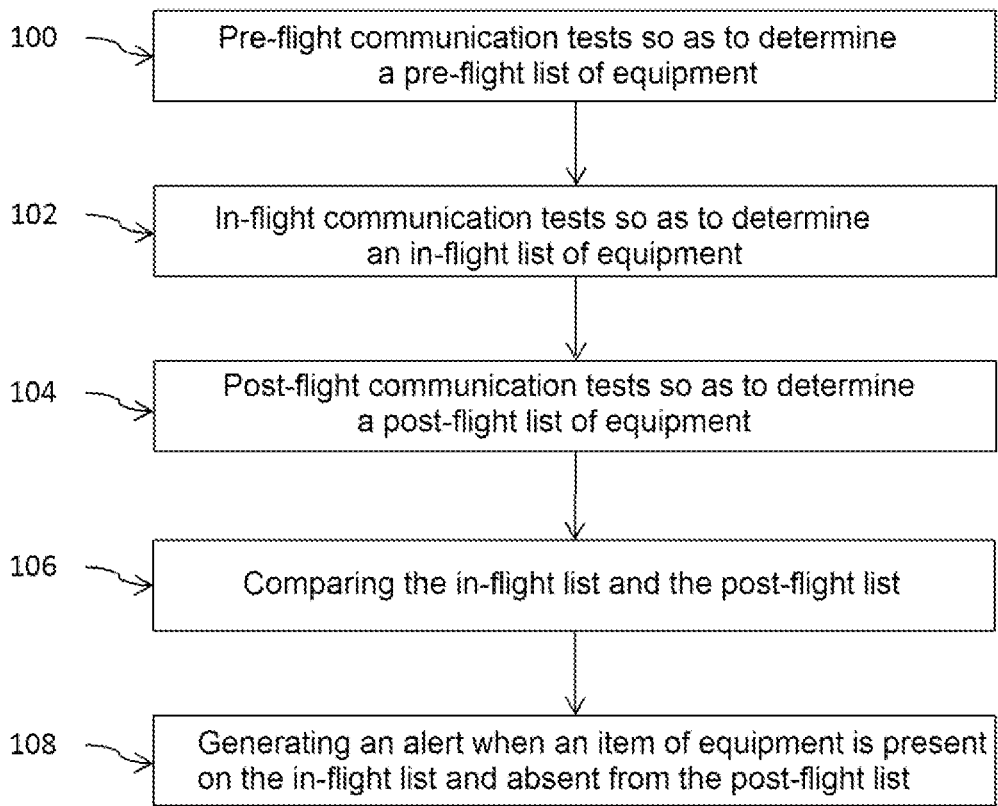 100
Pre-flight communication tests so as to determine
a pre-flight list of equipment
102
In-flight communication tests so as to determine
an in-flight list of equipment
104
Post-flight communication tests so as to determine
a post-flight list of equipment
106
Comparing the in-flight list and the post-flight list
108
Generating an alert when an item of equipment is present
on the in-flight list and absent from the post-flight list